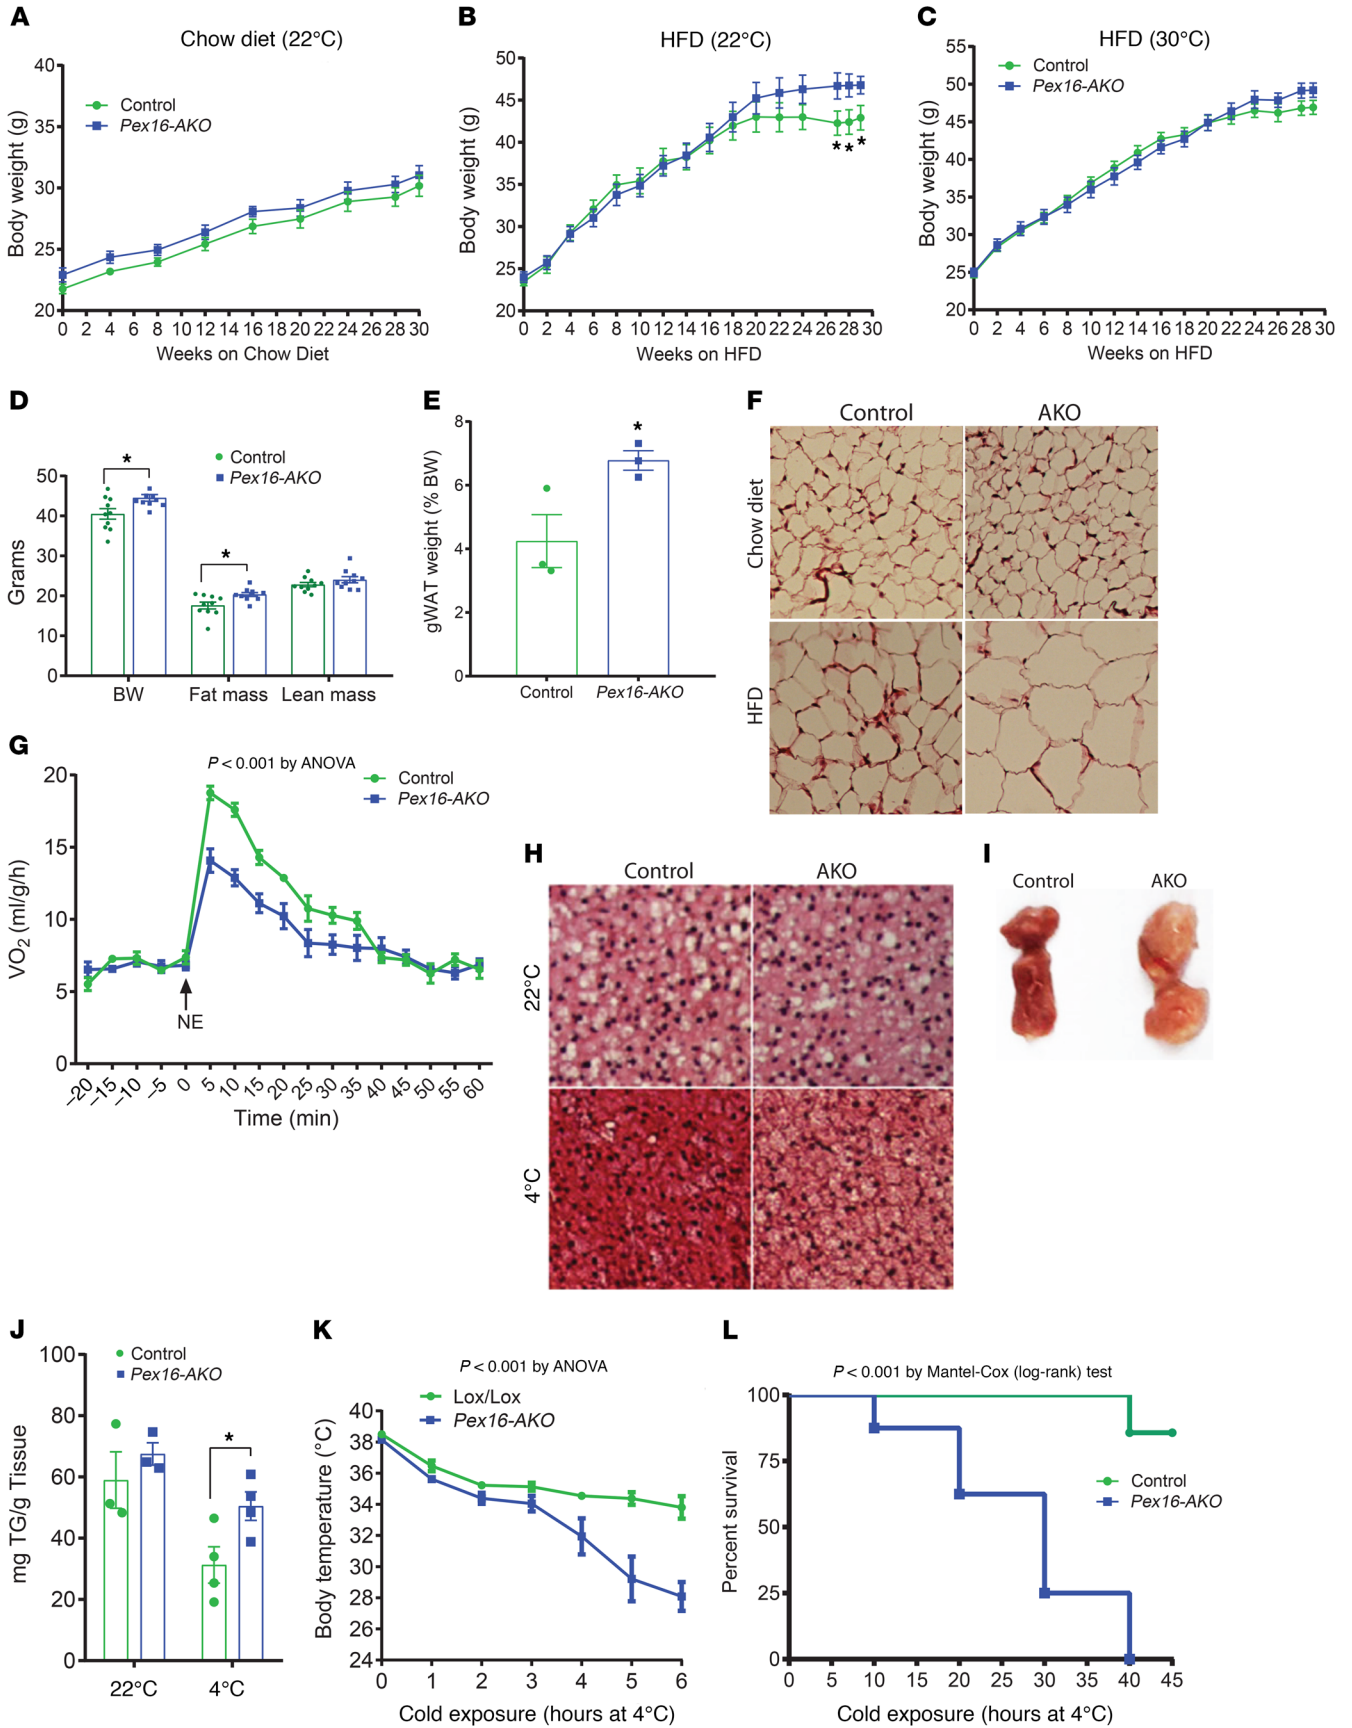 A
Chow diet (22°C)
Body weight (g)
40
35
30
25
20
Control
Pex16-AKO
0 2 4 6 8 10 12 14 16 18 20 22 24 26 28 30
Weeks on Chow Diet
B
HFD (22°C)
Body weight (g)
50
45
40
35
30
25
20
* * *
0 2 4 6 8 10 12 14 16 18 20 22 24 26 28 30
Weeks on HFD
C
HFD (30°C)
Body weight (g)
55
50
45
40
35
30
25
20
Control
Pex16-AKO
0 2 4 6 8 10 12 14 16 18 20 22 24 26 28 30
Weeks on HFD
D
Grams
50
40
30
20
10
0
Control
Pex16-AKO
*
*
BW Fat mass Lean mass
E
gWAT weight (% BW)
8
6
4
2
0
*
Control Pex16-AKO
F
Control AKO
Chow diet
HFD
G
P < 0.001 by ANOVA
Control
Pex16-AKO
VO2 (ml/g/h)
20
15
10
5
0
NE
–20 –15 –10 –5 0 5 10 15 20 25 30 35 40 45 50 55 60
Time (min)
H
Control AKO
22°C
4°C
I
Control AKO
J
mg TG/g Tissue
100
80
60
40
20
0
Control
Pex16-AKO
*
22°C 4°C
K
P < 0.001 by ANOVA
Lox/Lox
Pex16-AKO
Body temperature (°C)
40
38
36
34
32
30
28
26
24
0 1 2 3 4 5 6
Cold exposure (hours at 4°C)
L
P < 0.001 by Mantel-Cox (log-rank) test
Percent survival
100
75
50
25
0
Control
Pex16-AKO
0 5 10 15 20 25 30 35 40 45
Cold exposure (hours at 4°C)